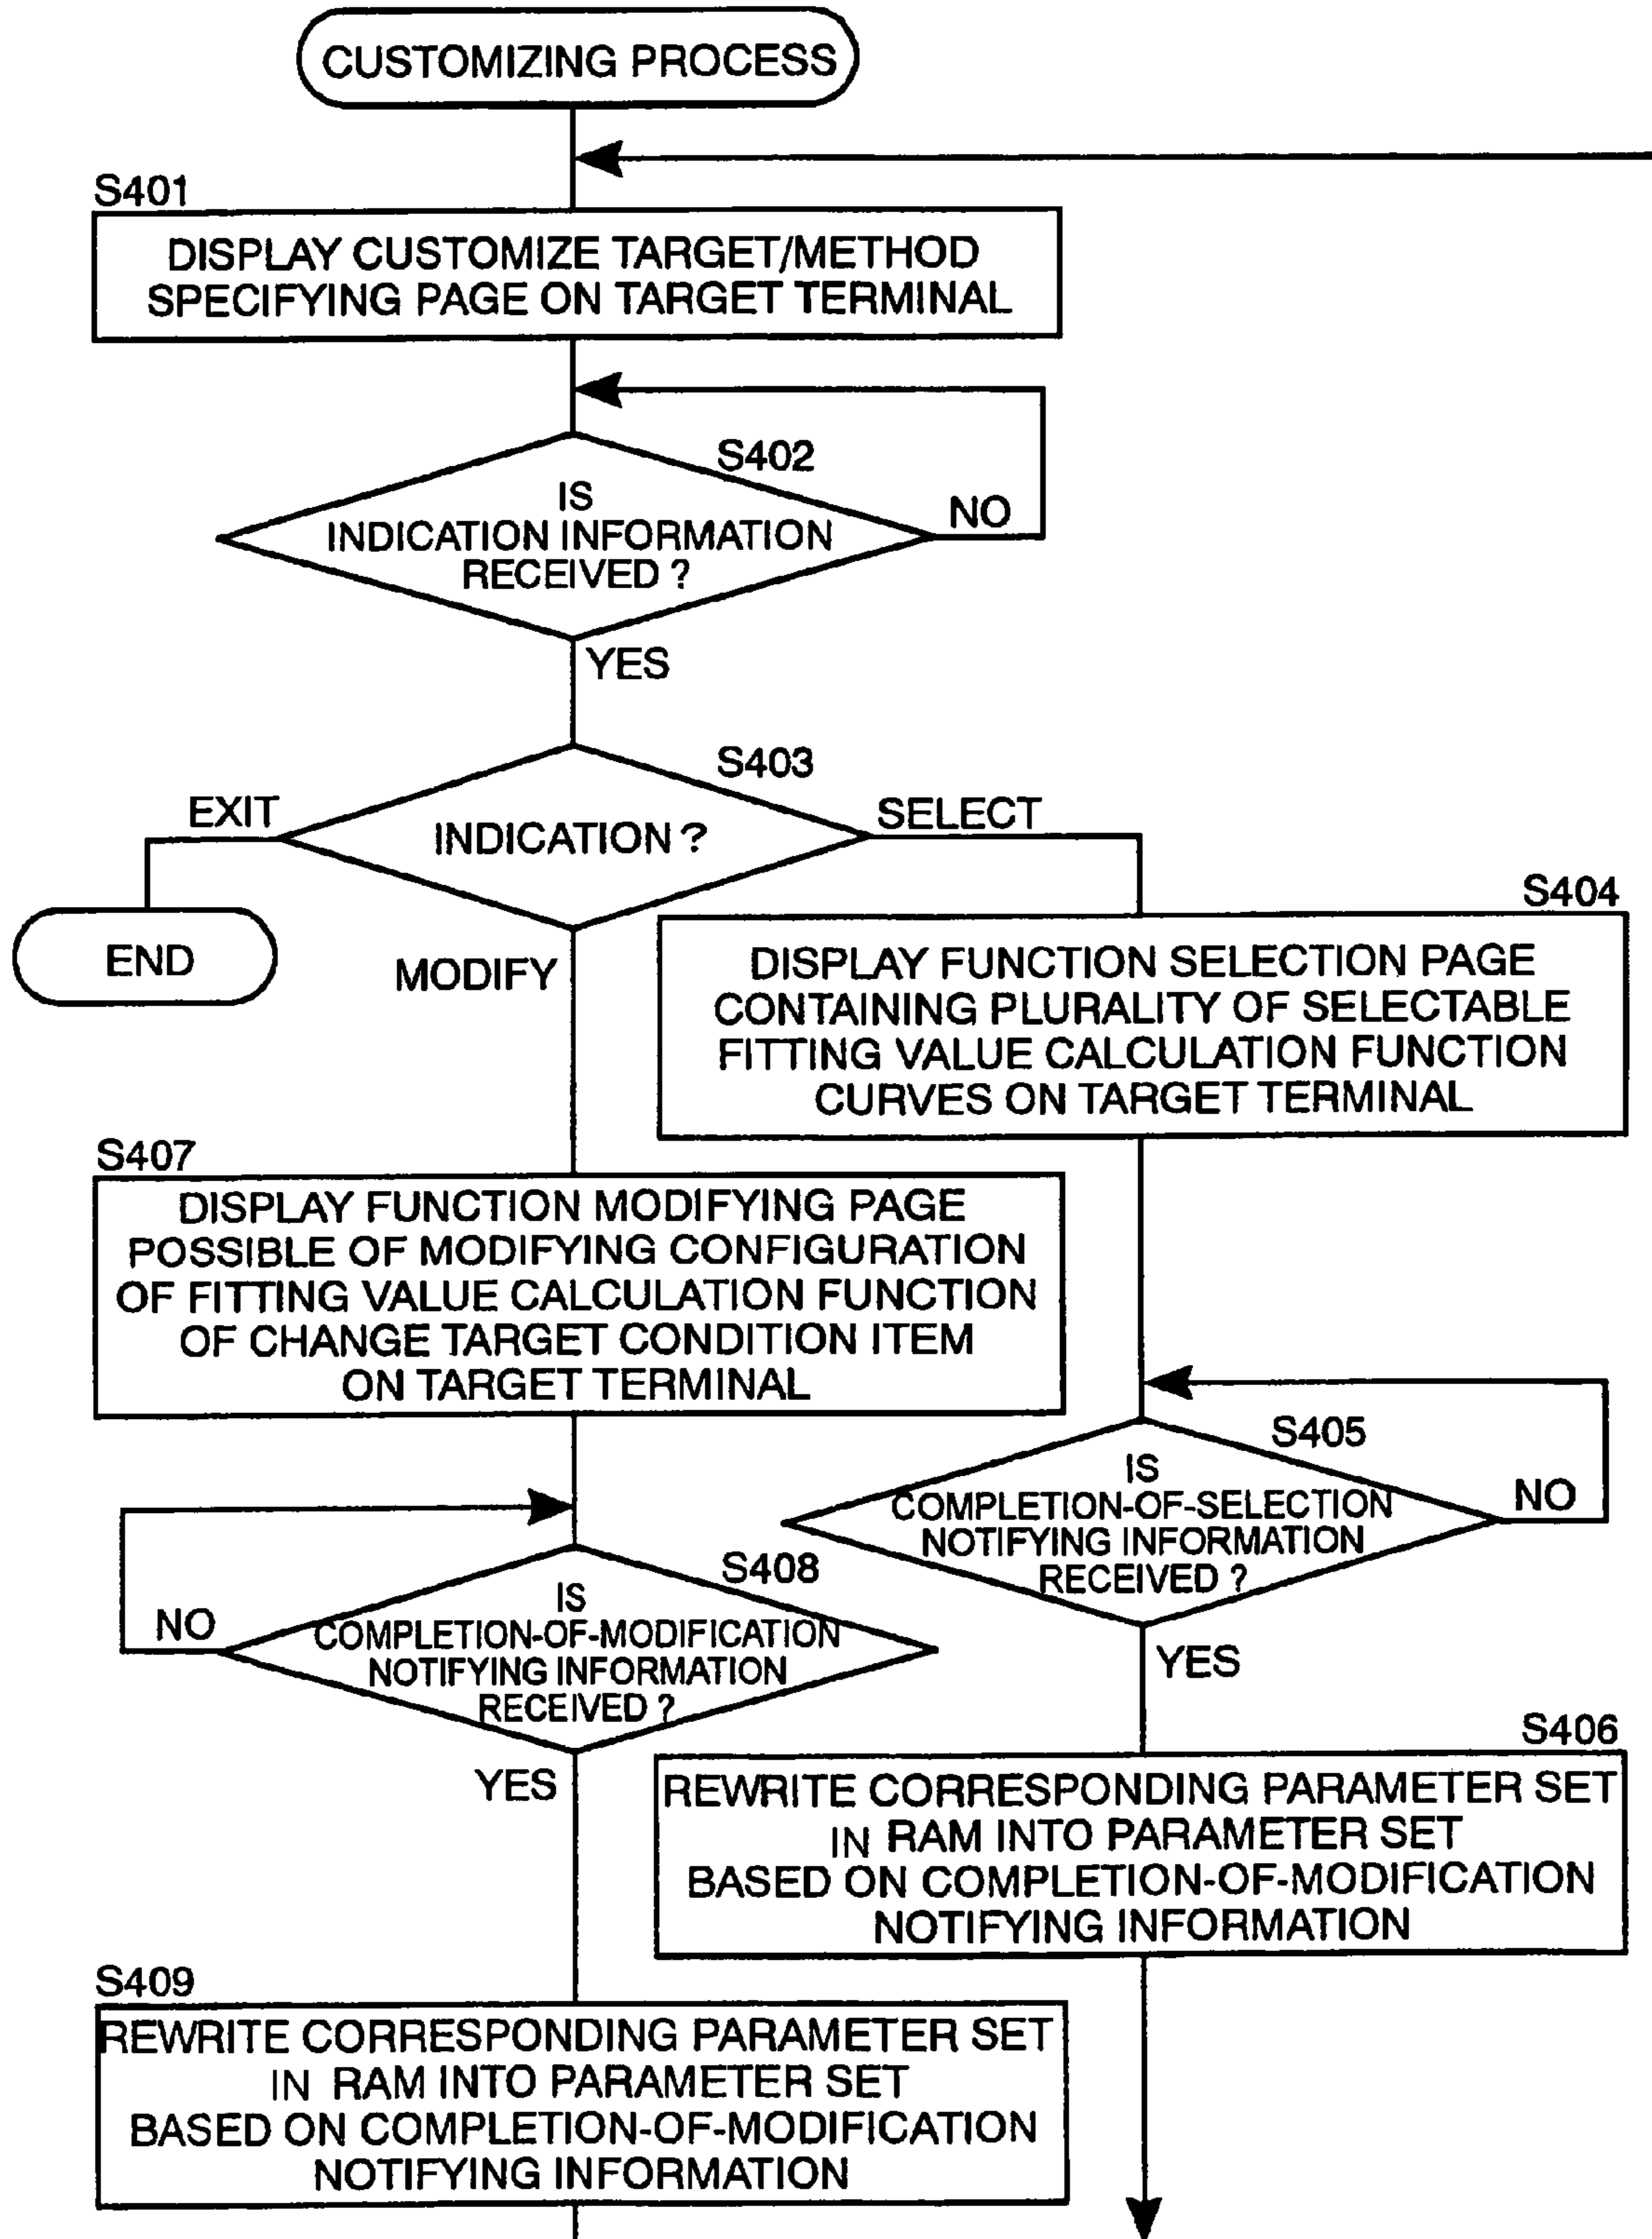 CUSTOMIZING PROCESS
S401
DISPLAY CUSTOMIZE TARGET/METHOD
SPECIFYING PAGE ON TARGET TERMINAL
S402
IS
INDICATION INFORMATION
RECEIVED ?
NO
YES
S403
INDICATION ?
EXIT
SELECT
END
MODIFY
S404
DISPLAY FUNCTION SELECTION PAGE
CONTAINING PLURALITY OF SELECTABLE
FITTING VALUE CALCULATION FUNCTION
CURVES ON TARGET TERMINAL
S407
DISPLAY FUNCTION MODIFYING PAGE
POSSIBLE OF MODIFYING CONFIGURATION
OF FITTING VALUE CALCULATION FUNCTION
OF CHANGE TARGET CONDITION ITEM
ON TARGET TERMINAL
S405
IS
COMPLETION-OF-SELECTION
NOTIFYING INFORMATION
RECEIVED ?
NO
YES
S408
IS
COMPLETION-OF-MODIFICATION
NOTIFYING INFORMATION
RECEIVED ?
NO
YES
S406
REWRITE CORRESPONDING PARAMETER SET
IN RAM INTO PARAMETER SET
BASED ON COMPLETION-OF-MODIFICATION
NOTIFYING INFORMATION
S409
REWRITE CORRESPONDING PARAMETER SET
IN RAM INTO PARAMETER SET
BASED ON COMPLETION-OF-MODIFICATION
NOTIFYING INFORMATION